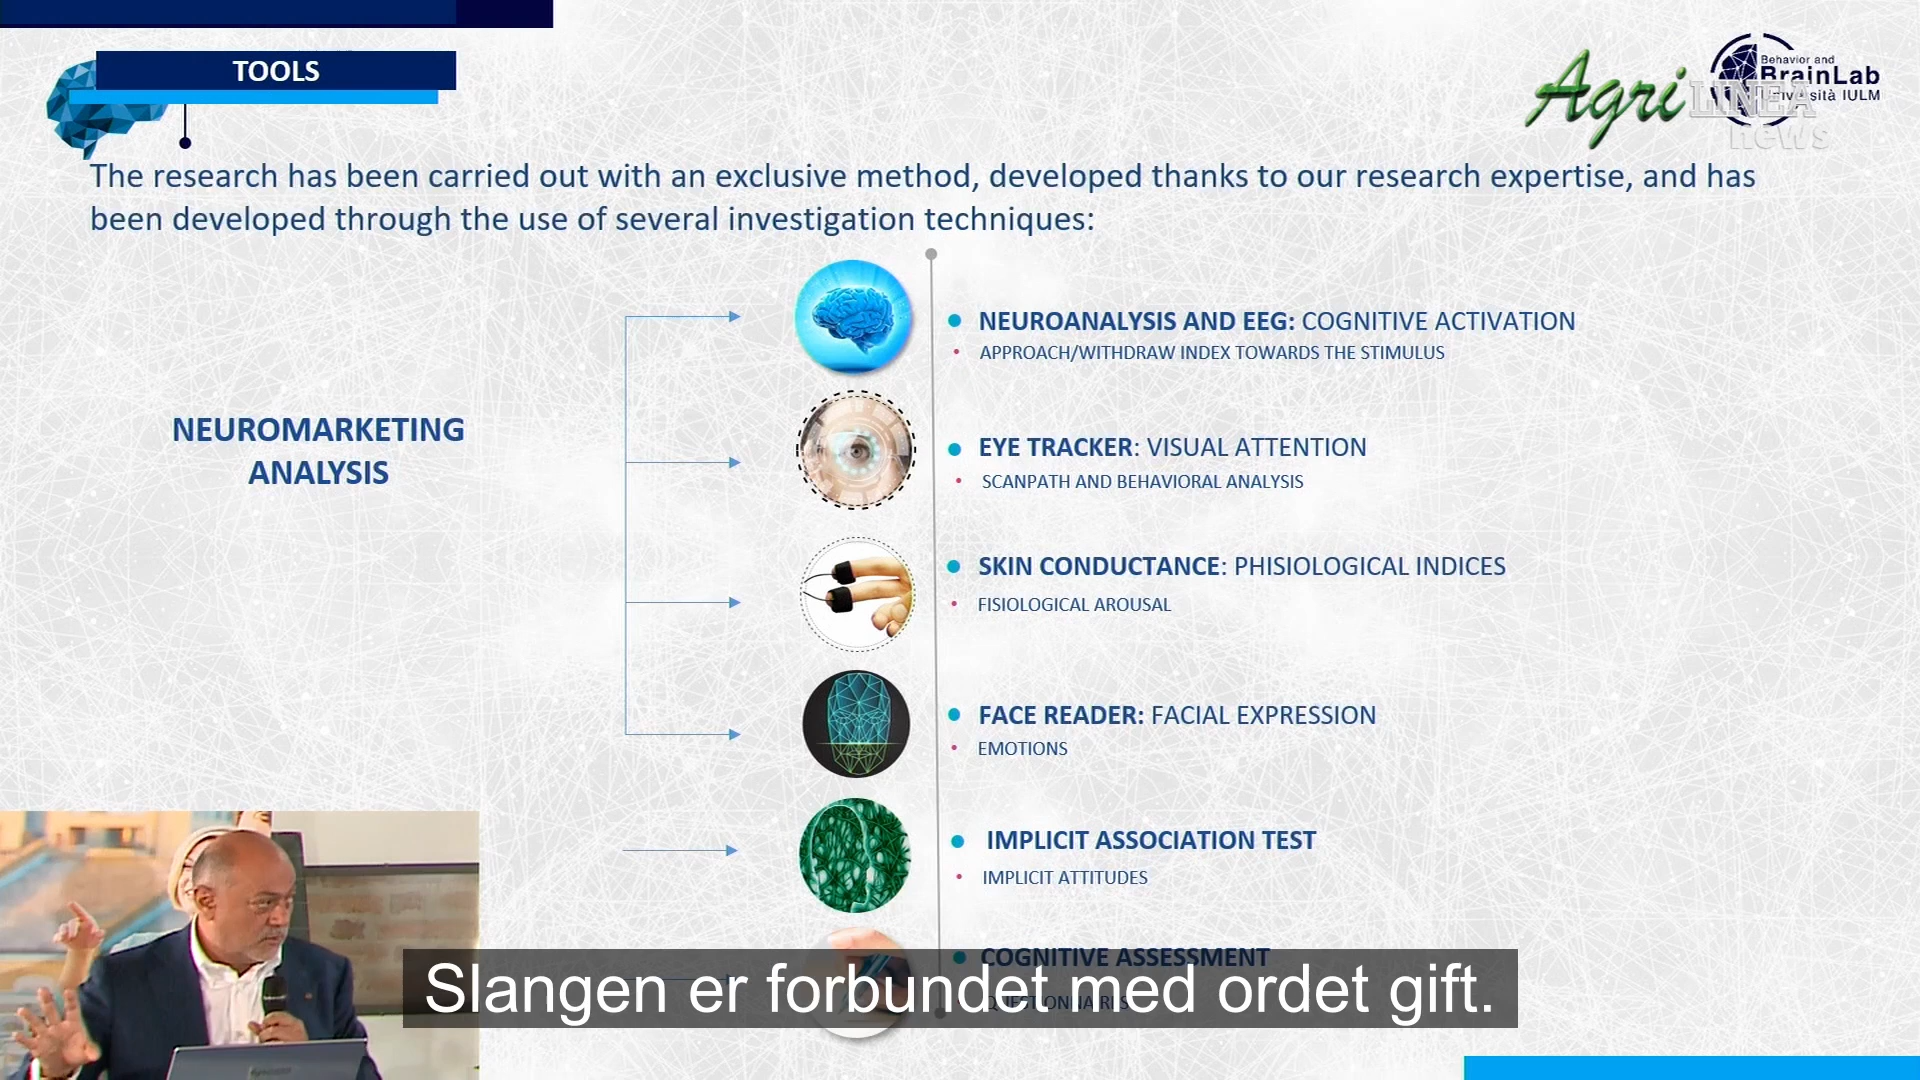 TOOLS
Agri LINEA
news
Behavior and
BrainLab
Università IULM
The research has been carried out with an exclusive method, developed thanks to our research expertise, and has
been developed through the use of several investigation techniques:
NEUROMARKETING
ANALYSIS
NEUROANALYSIS AND EEG: COGNITIVE ACTIVATION
APPROACH/WITHDRAW INDEX TOWARDS THE STIMULUS
EYE TRACKER: VISUAL ATTENTION
SCANPATH AND BEHAVIORAL ANALYSIS
SKIN CONDUCTANCE: PHISIOLOGICAL INDICES
FISIOLOGICAL AROUSAL
FACE READER: FACIAL EXPRESSION
EMOTIONS
IMPLICIT ASSOCIATION TEST
IMPLICIT ATTITUDES
COGNITIVE ASSESSMENT
QUESTIONNAIRES
Slangen er forbundet med ordet gift.